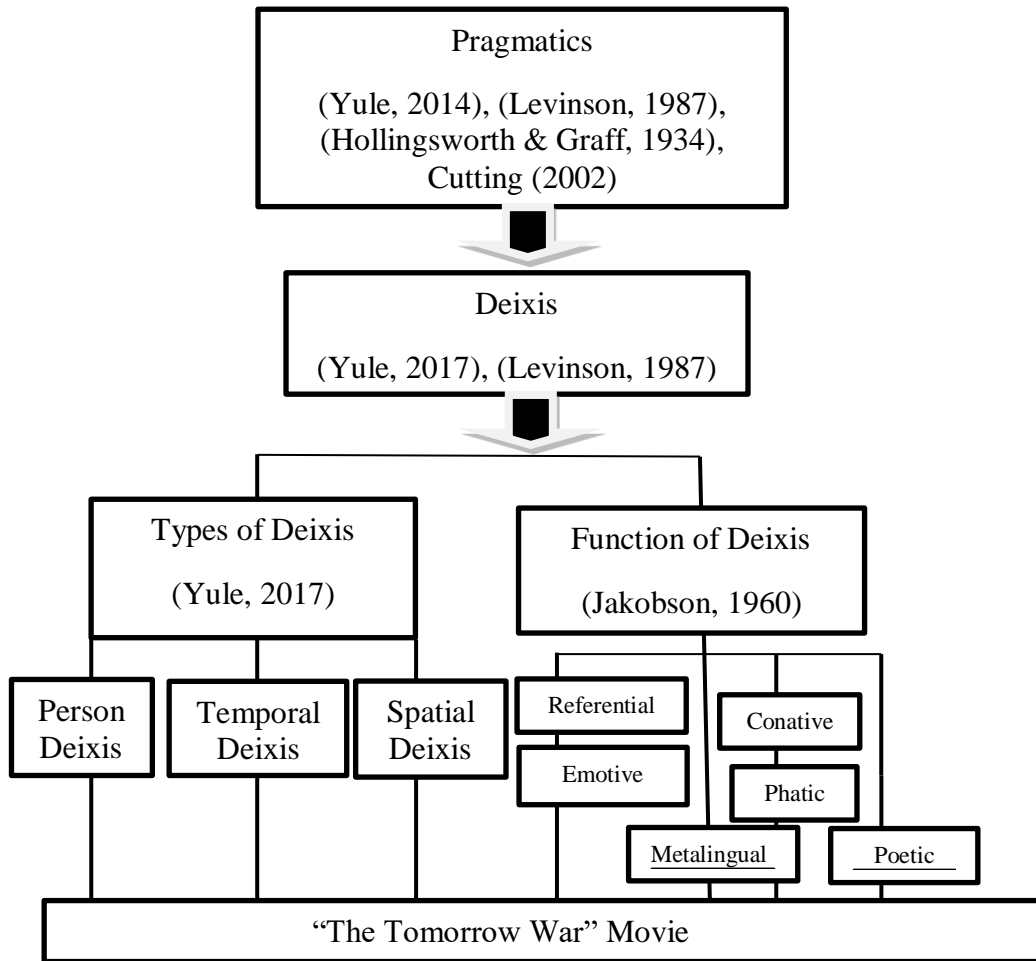 Pragmatics
(Yule, 2014), (Levinson, 1987),
(Hollingsworth & Graff, 1934),
Cutting (2002)
Deixis
(Yule, 2017), (Levinson, 1987)
Types of Deixis
(Yule, 2017)
Function of Deixis
(Jakobson, 1960)
Person
Deixis
Temporal
Deixis
Spatial
Deixis
Referential
Emotive
Conative
Phatic
Metalingual
Poetic
“The Tomorrow War” Movie